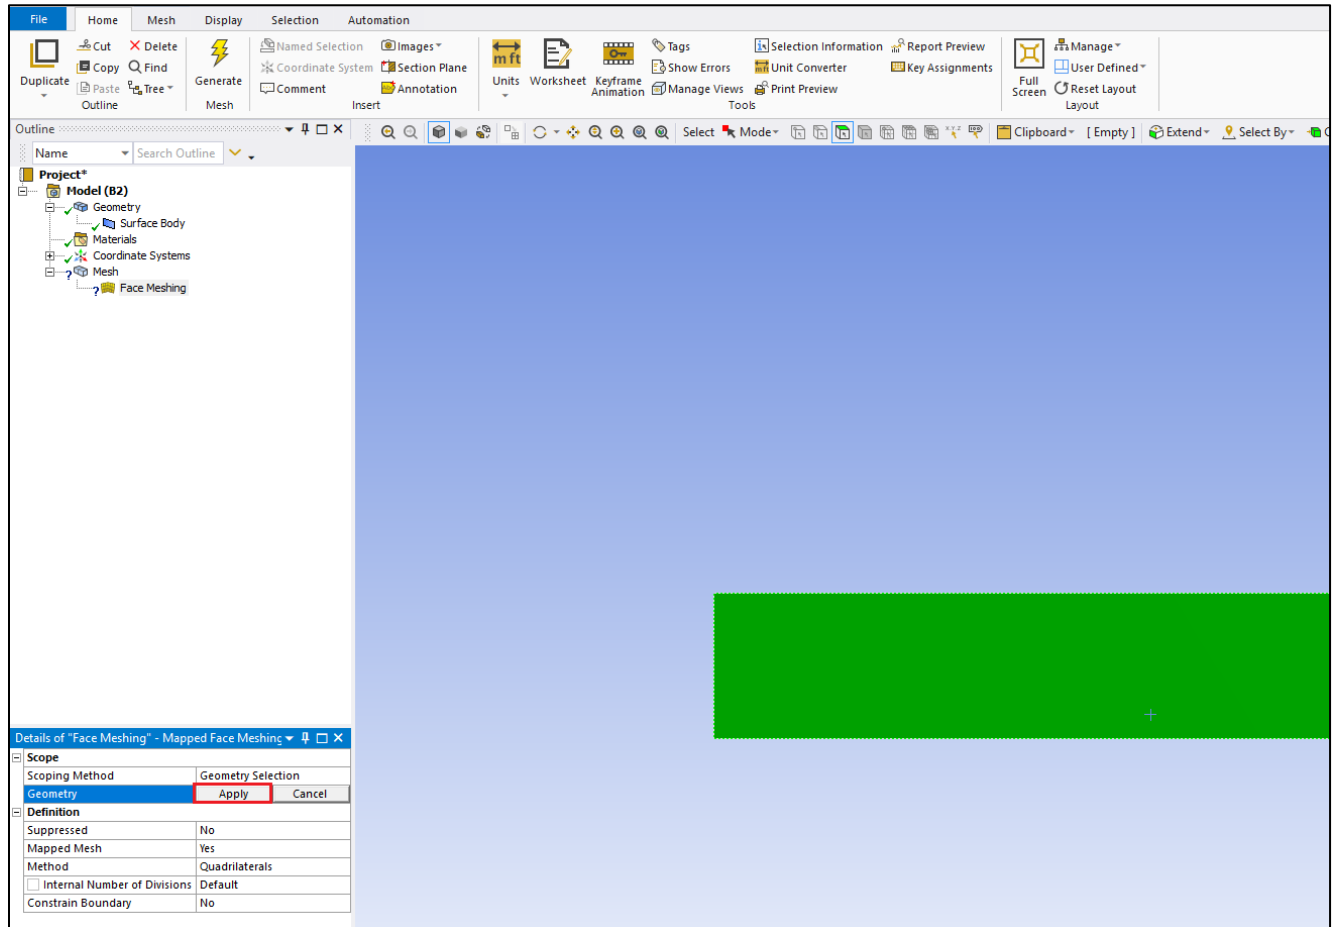 File Home Mesh Display Selection Automation
Duplicate
Cut Delete
Copy Find
Paste Tree
Outline
Generate
Mesh
Named Selection Images
Coordinate System Section Plane
Comment Annotation
Insert
m ft
Units Worksheet Keyframe Animation
Tags Selection Information Report Preview
Show Errors Unit Converter Key Assignments
Manage Views Print Preview
Tools
Full Screen
Manage
User Defined
Reset Layout
Layout
Outline
Name Search Outline
Select Mode Clipboard [ Empty ] Extend Select By
Project*
Model (B2)
Geometry
Surface Body
Materials
Coordinate Systems
Mesh
Face Meshing
Details of "Face Meshing" - Mapped Face Meshing
Scope
Scoping Method Geometry Selection
Geometry Apply Cancel
Definition
Suppressed No
Mapped Mesh Yes
Method Quadrilaterals
Internal Number of Divisions Default
Constrain Boundary No